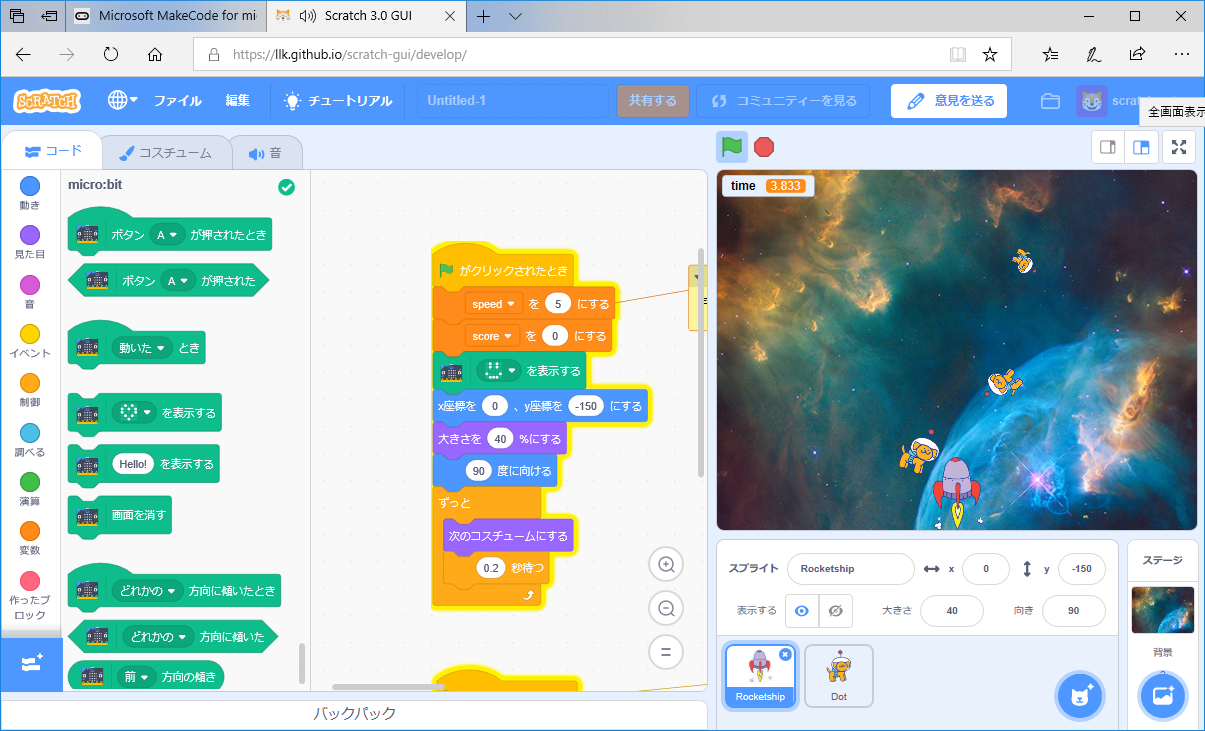 Microsoft MakeCode for mi
Scratch 3.0 GUI
https://llk.github.io/scratch-gui/develop/
SCRATCH
ファイル
編集
チュートリアル
Untitled-1
共有する
コミュニティーを見る
意見を送る
scrat
全画面表示
コード
コスチューム
音
動き
見た目
音
イベント
制御
調べる
演算
変数
作ったブ
ロック
micro:bit
ボタン A が押されたとき
ボタン A が押された
動いた とき
を表示する
Hello! を表示する
画面を消す
どれかの 方向に傾いたとき
どれかの 方向に傾いた
前 方向の傾き
がクリックされたとき
speed を 5 にする
score を 0 にする
を表示する
x座標を 0 、y座標を -150 にする
大きさを 40 %にする
90 度に向ける
ずっと
次のコスチュームにする
0.2 秒待つ
バックパック
time 3.833
スプライト Rocketship x 0 y -150
表示する 大きさ 40 向き 90
Rocketship
Dot
ステージ
背景